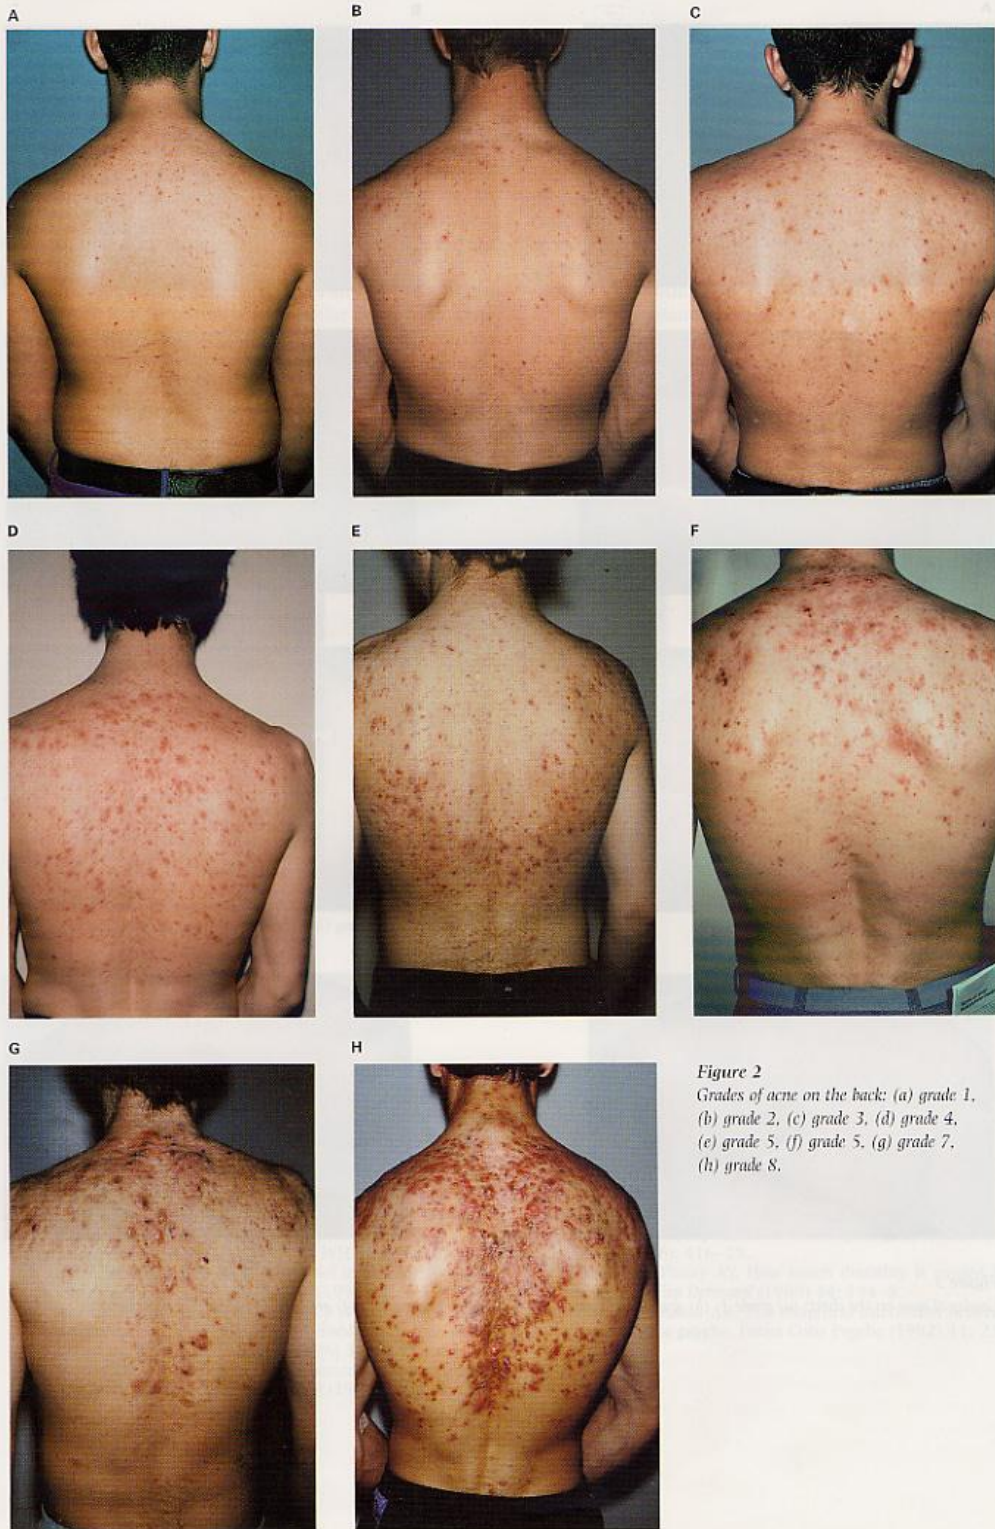 A
B
C
D
E
F
G
H
Figure 2
Grades of acne on the back: (a) grade 1,
(b) grade 2, (c) grade 3, (d) grade 4,
(e) grade 5, (f) grade 5, (g) grade 7,
(h) grade 8.